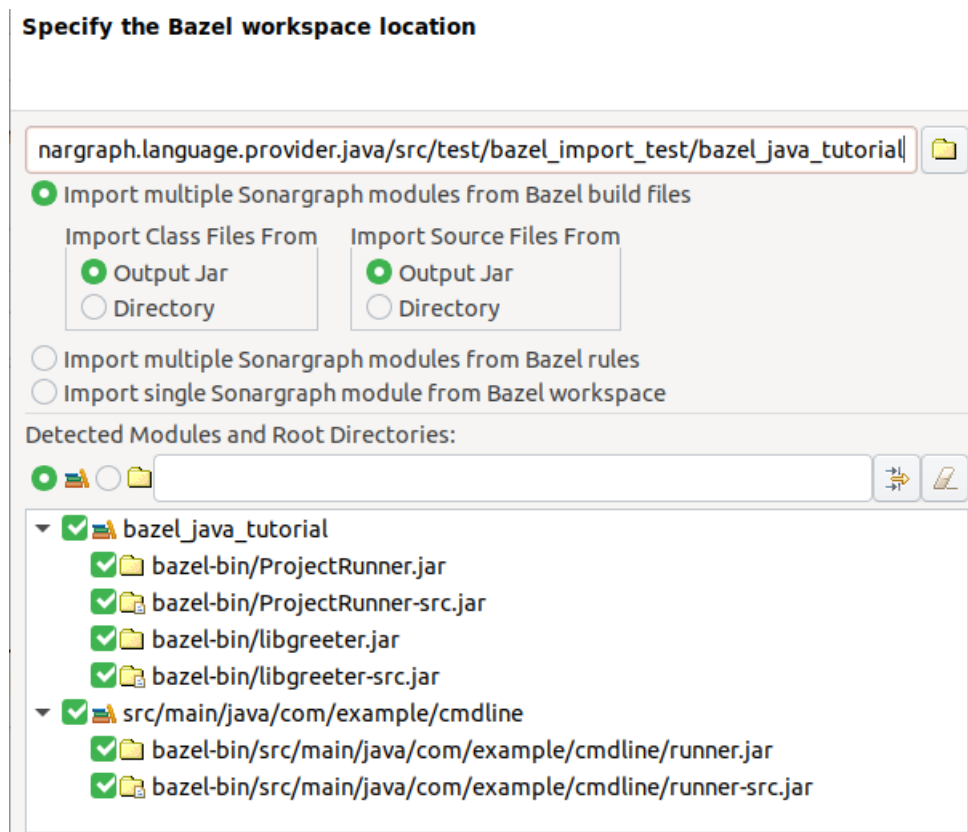 Specify the Bazel workspace location
nargraph.language.provider.java/src/test/bazel_import_test/bazel_java_tutorial
Import multiple Sonargraph modules from Bazel build files
Import Class Files From Import Source Files From
Output Jar Output Jar
Directory Directory
Import multiple Sonargraph modules from Bazel rules
Import single Sonargraph module from Bazel workspace
Detected Modules and Root Directories:
bazel_java_tutorial
bazel-bin/ProjectRunner.jar
bazel-bin/ProjectRunner-src.jar
bazel-bin/libgreeter.jar
bazel-bin/libgreeter-src.jar
src/main/java/com/example/cmdline
bazel-bin/src/main/java/com/example/cmdline/runner.jar
bazel-bin/src/main/java/com/example/cmdline/runner-src.jar